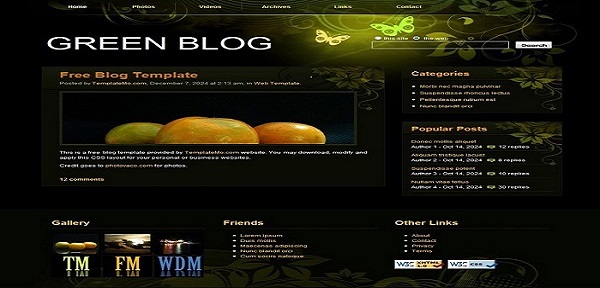 Home Photos Videos Archives Links Contact
GREEN BLOG
this site the web
Search
Free Blog Template
Posted by TemplateMo.com, December 7, 2024 at 2:13 am, in Web Template.
This is a free blog template provided by TemplateMo.com website. You may download, modify and
apply this CSS layout for your personal or business websites.
Credit goes to photovaco.com for photos.
12 comments
Categories
Morbi nec magna pulvinar
Suspendisse rhoncus lectus
Pellentesque rutrum est
Nunc blandit orci
Popular Posts
Donec mollis aliquet
Author 1 - Oct 14, 2024 12 replies
Aliquam tristique lacus
Author 2 - Oct 14, 2024 8 replies
Suspendisse potent
Author 3 - Oct 14, 2024 10 replies
Nullam vitae tellus
Author 4 - Oct 14, 2024 30 replies
Gallery
TM FM WDM
Friends
Lorem ipsum
Duis mollis
Maecenas adipiscing
Nunc blandit orci
Cum sociis natoque
Other Links
About
Contact
Privacy
Terms
W3C XHTML 1.0
W3C CSS